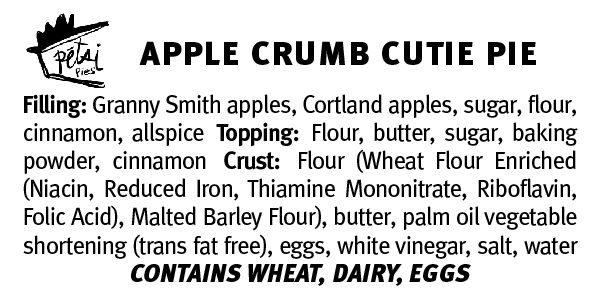 pétsi
Pies
APPLE CRUMB CUTIE PIE
Filling: Granny Smith apples, Cortland apples, sugar, flour,
cinnamon, allspice Topping: Flour, butter, sugar, baking
powder, cinnamon Crust: Flour (Wheat Flour Enriched
(Niacin, Reduced Iron, Thiamine Mononitrate, Riboflavin,
Folic Acid), Malted Barley Flour), butter, palm oil vegetable
shortening (trans fat free), eggs, white vinegar, salt, water
CONTAINS WHEAT, DAIRY, EGGS